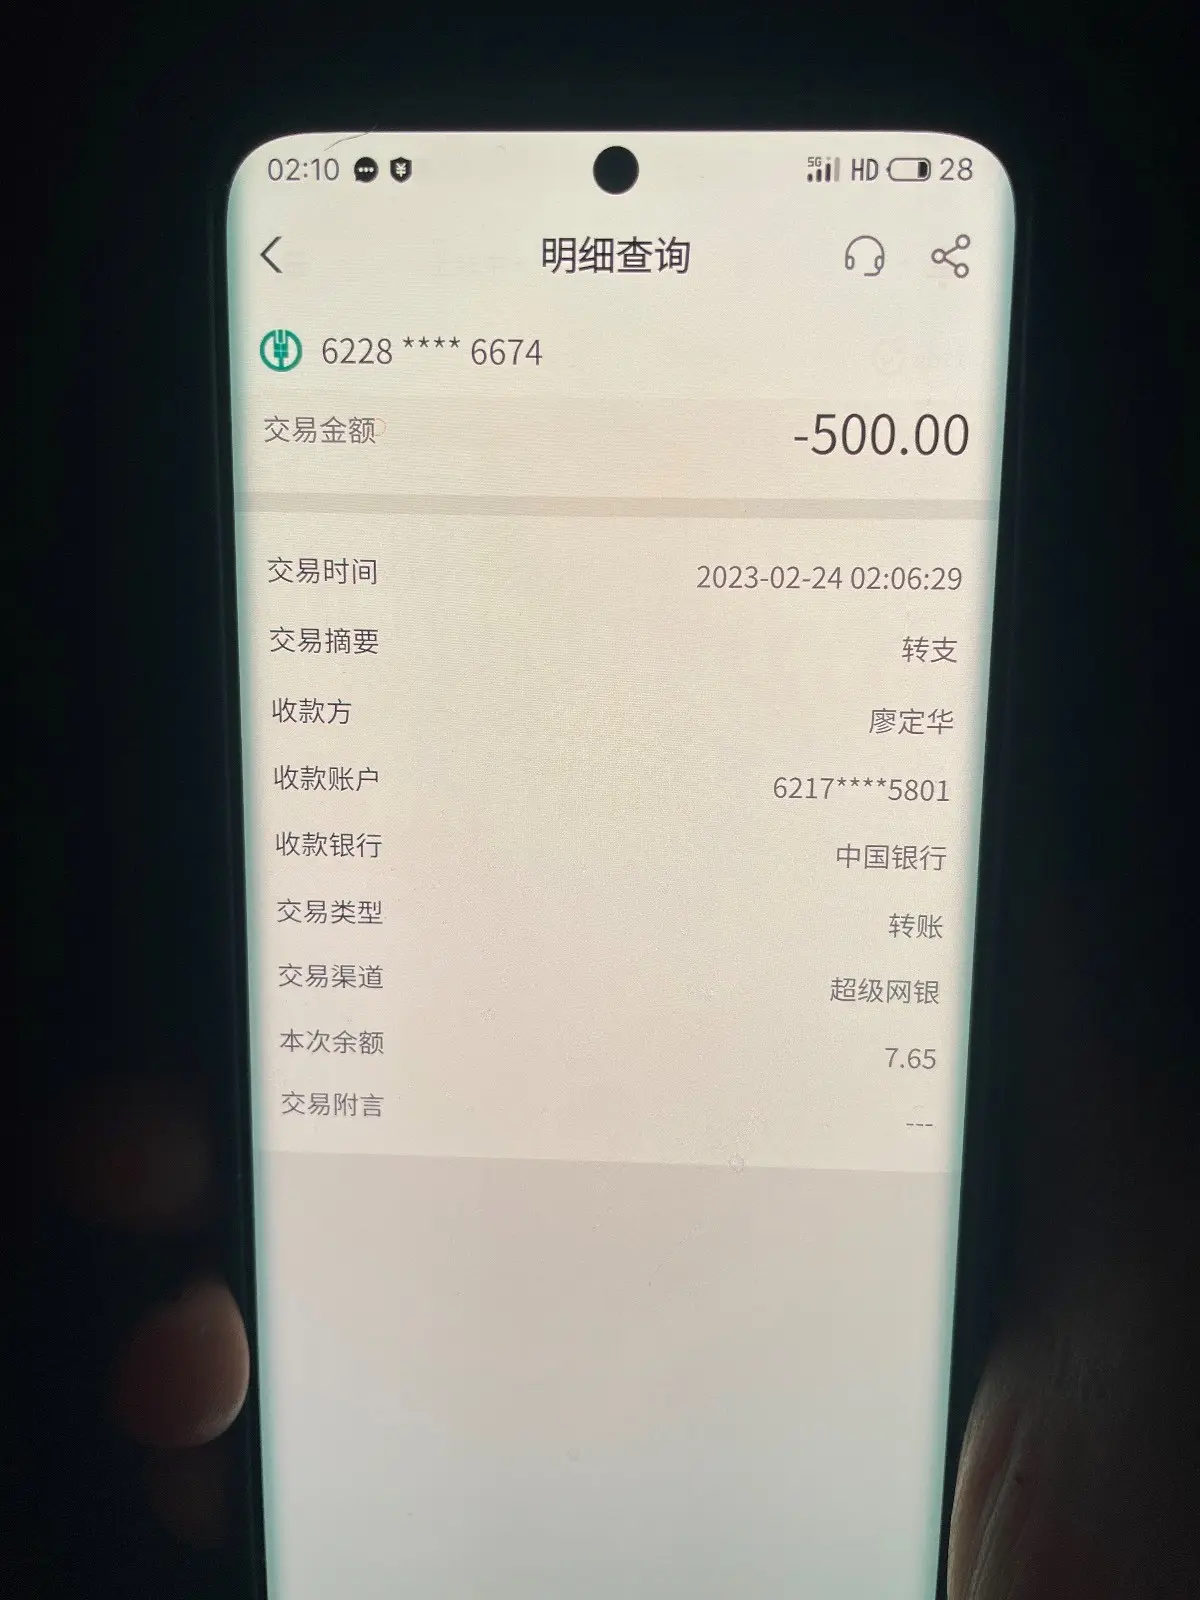 02:10 5G HD 28
明细查询
6228 **** 6674
交易金额 -500.00
交易时间 2023-02-24 02:06:29
交易摘要 转支
收款方 廖定华
收款账户 6217****5801
收款银行 中国银行
交易类型 转账
交易渠道 超级网银
本次余额 7.65
交易附言 ---